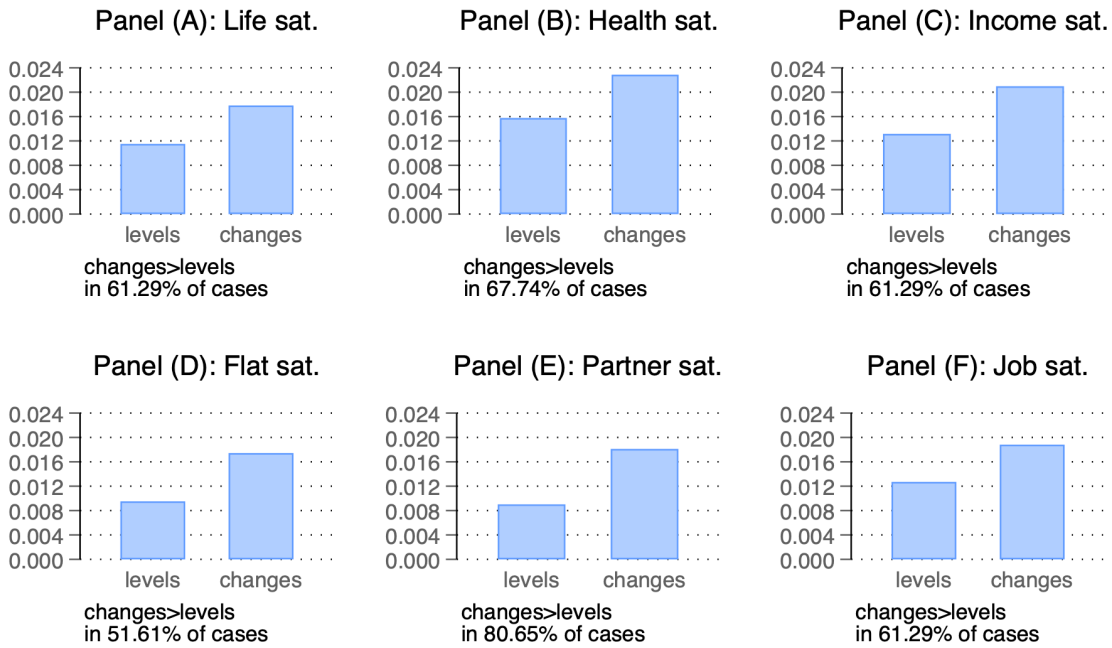 Panel (A): Life sat.
0.024
0.020
0.016
0.012
0.008
0.004
0.000
levels changes
changes>levels
in 61.29% of cases
Panel (B): Health sat.
0.024
0.020
0.016
0.012
0.008
0.004
0.000
levels changes
changes>levels
in 67.74% of cases
Panel (C): Income sat.
0.024
0.020
0.016
0.012
0.008
0.004
0.000
levels changes
changes>levels
in 61.29% of cases
Panel (D): Flat sat.
0.024
0.020
0.016
0.012
0.008
0.004
0.000
levels changes
changes>levels
in 51.61% of cases
Panel (E): Partner sat.
0.024
0.020
0.016
0.012
0.008
0.004
0.000
levels changes
changes>levels
in 80.65% of cases
Panel (F): Job sat.
0.024
0.020
0.016
0.012
0.008
0.004
0.000
levels changes
changes>levels
in 61.29% of cases